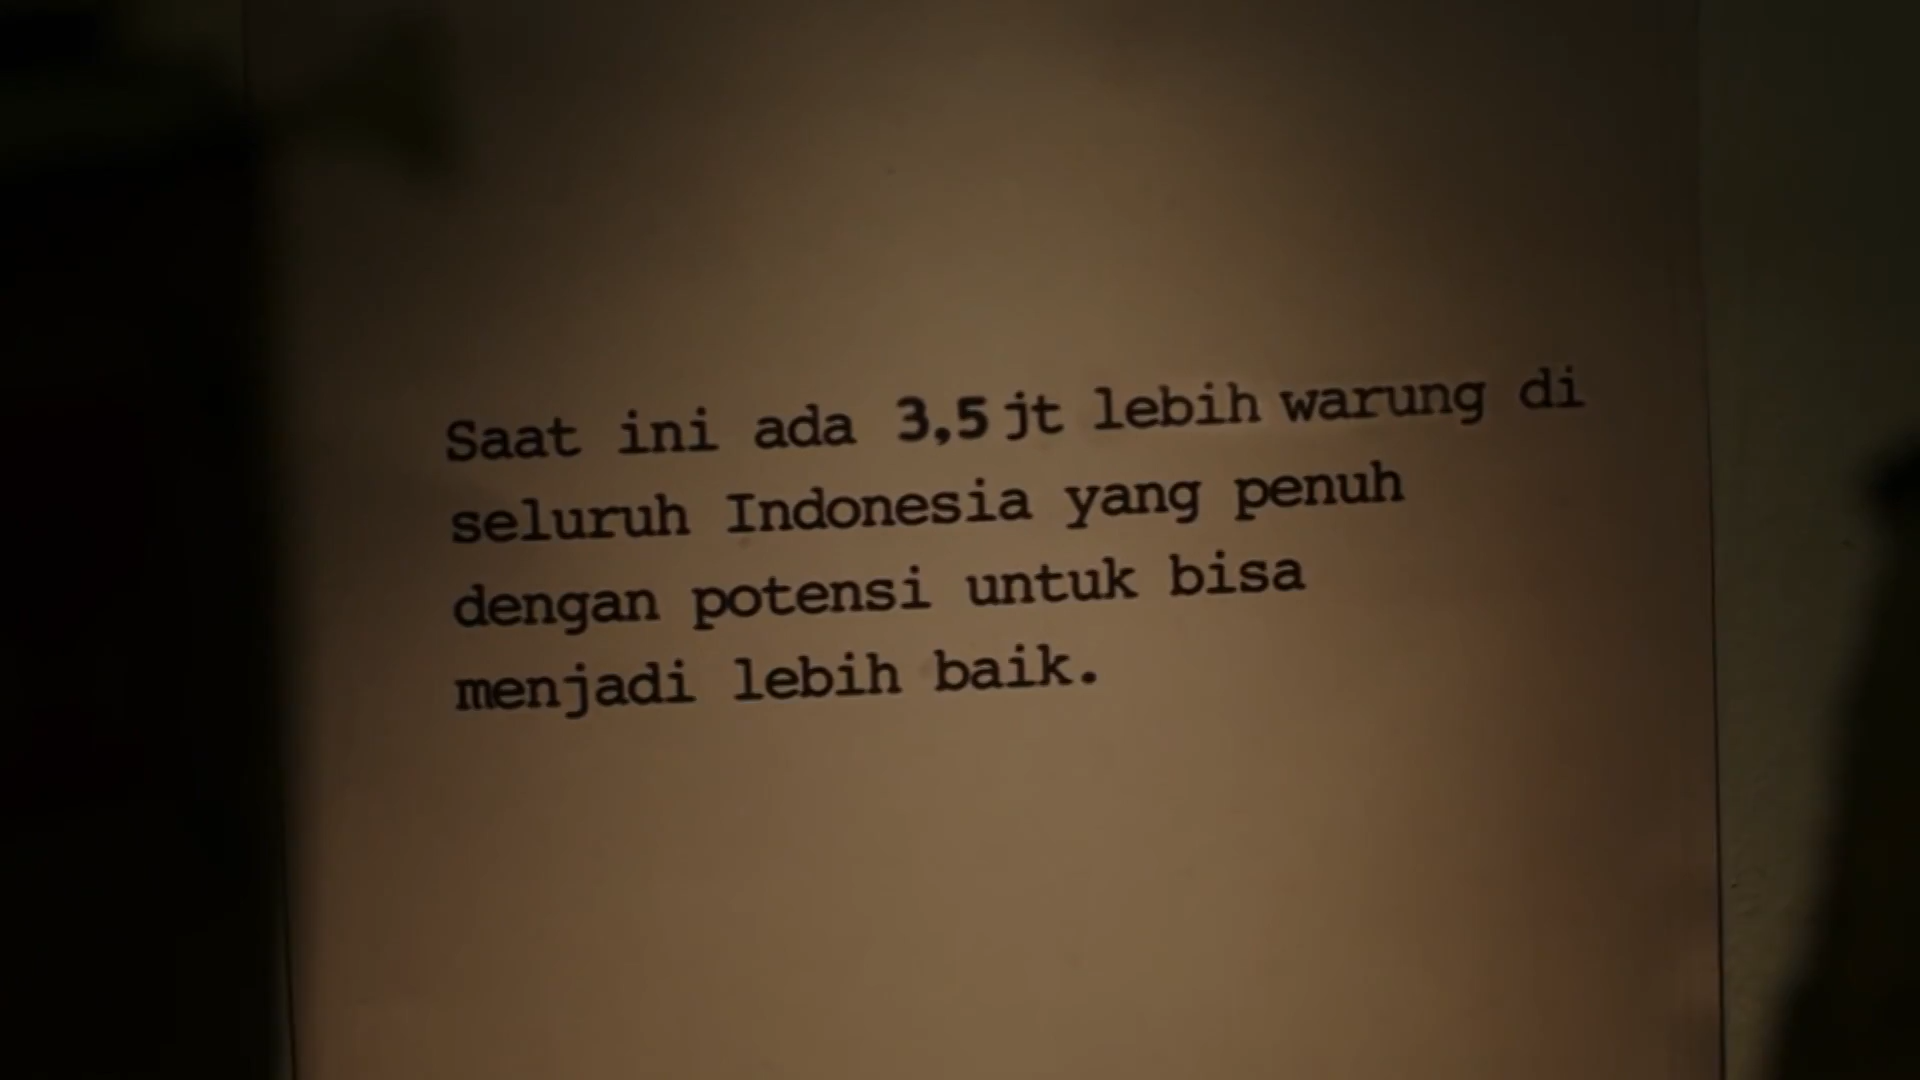 Saat ini ada 3,5 jt lebih warung di
seluruh Indonesia yang penuh
dengan potensi untuk bisa
menjadi lebih baik.